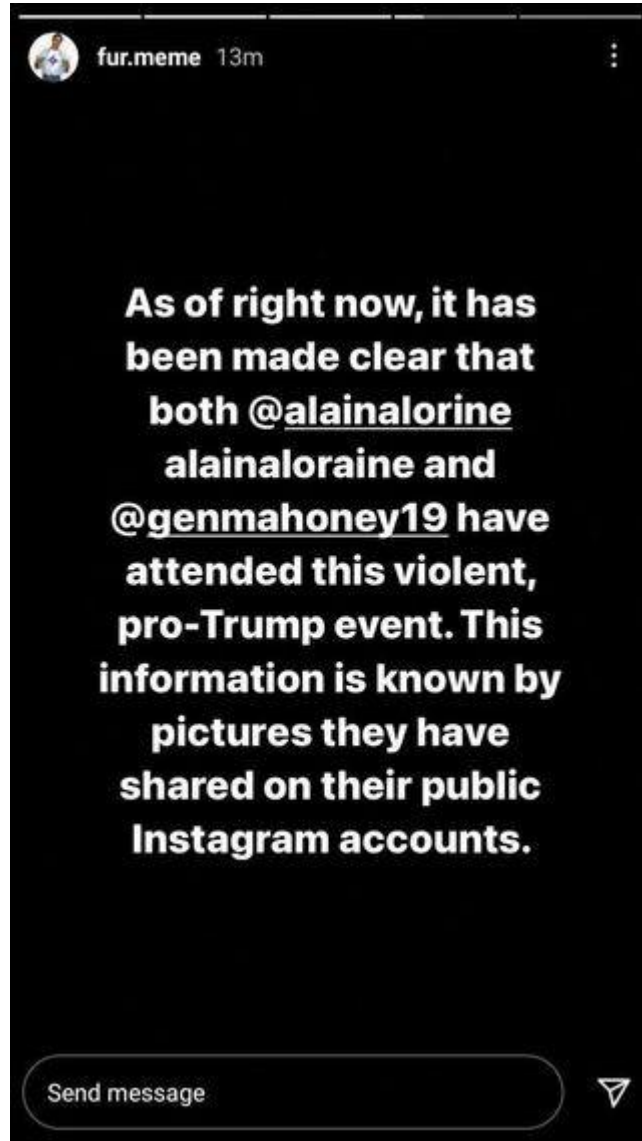 fur.meme 13m
As of right now, it has
been made clear that
both @alainalorine
alainaloraine and
@genmahoney19 have
attended this violent,
pro-Trump event. This
information is known by
pictures they have
shared on their public
Instagram accounts.
Send message